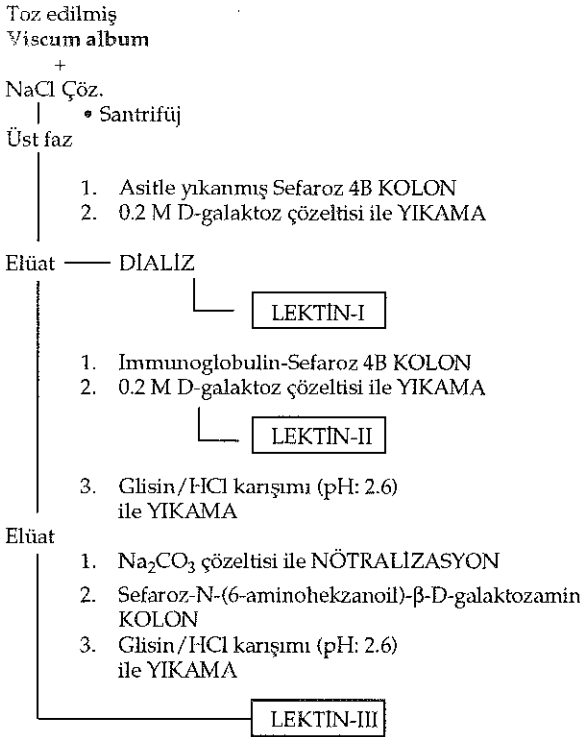 Toz edilmiş
Viscum album
+
NaCl Çöz.
• Santrifüj
Üst faz
1. Asitle yıkanmış Sefaroz 4B KOLON
2. 0.2 M D-galaktoz çözeltisi ile YIKAMA
Elüat DİALİZ
LEKTİN-I
1. Immunoglobulin-Sefaroz 4B KOLON
2. 0.2 M D-galaktoz çözeltisi ile YIKAMA
LEKTİN-II
3. Glisin/HCl karışımı (pH: 2.6)
ile YIKAMA
Elüat
1. Na₂CO₃ çözeltisi ile NÖTRALİZASYON
2. Sefaroz-N-(6-aminohekzanoil)-β-D-galaktozamin
KOLON
3. Glisin/HCl karışımı (pH: 2.6)
ile YIKAMA
LEKTİN-III